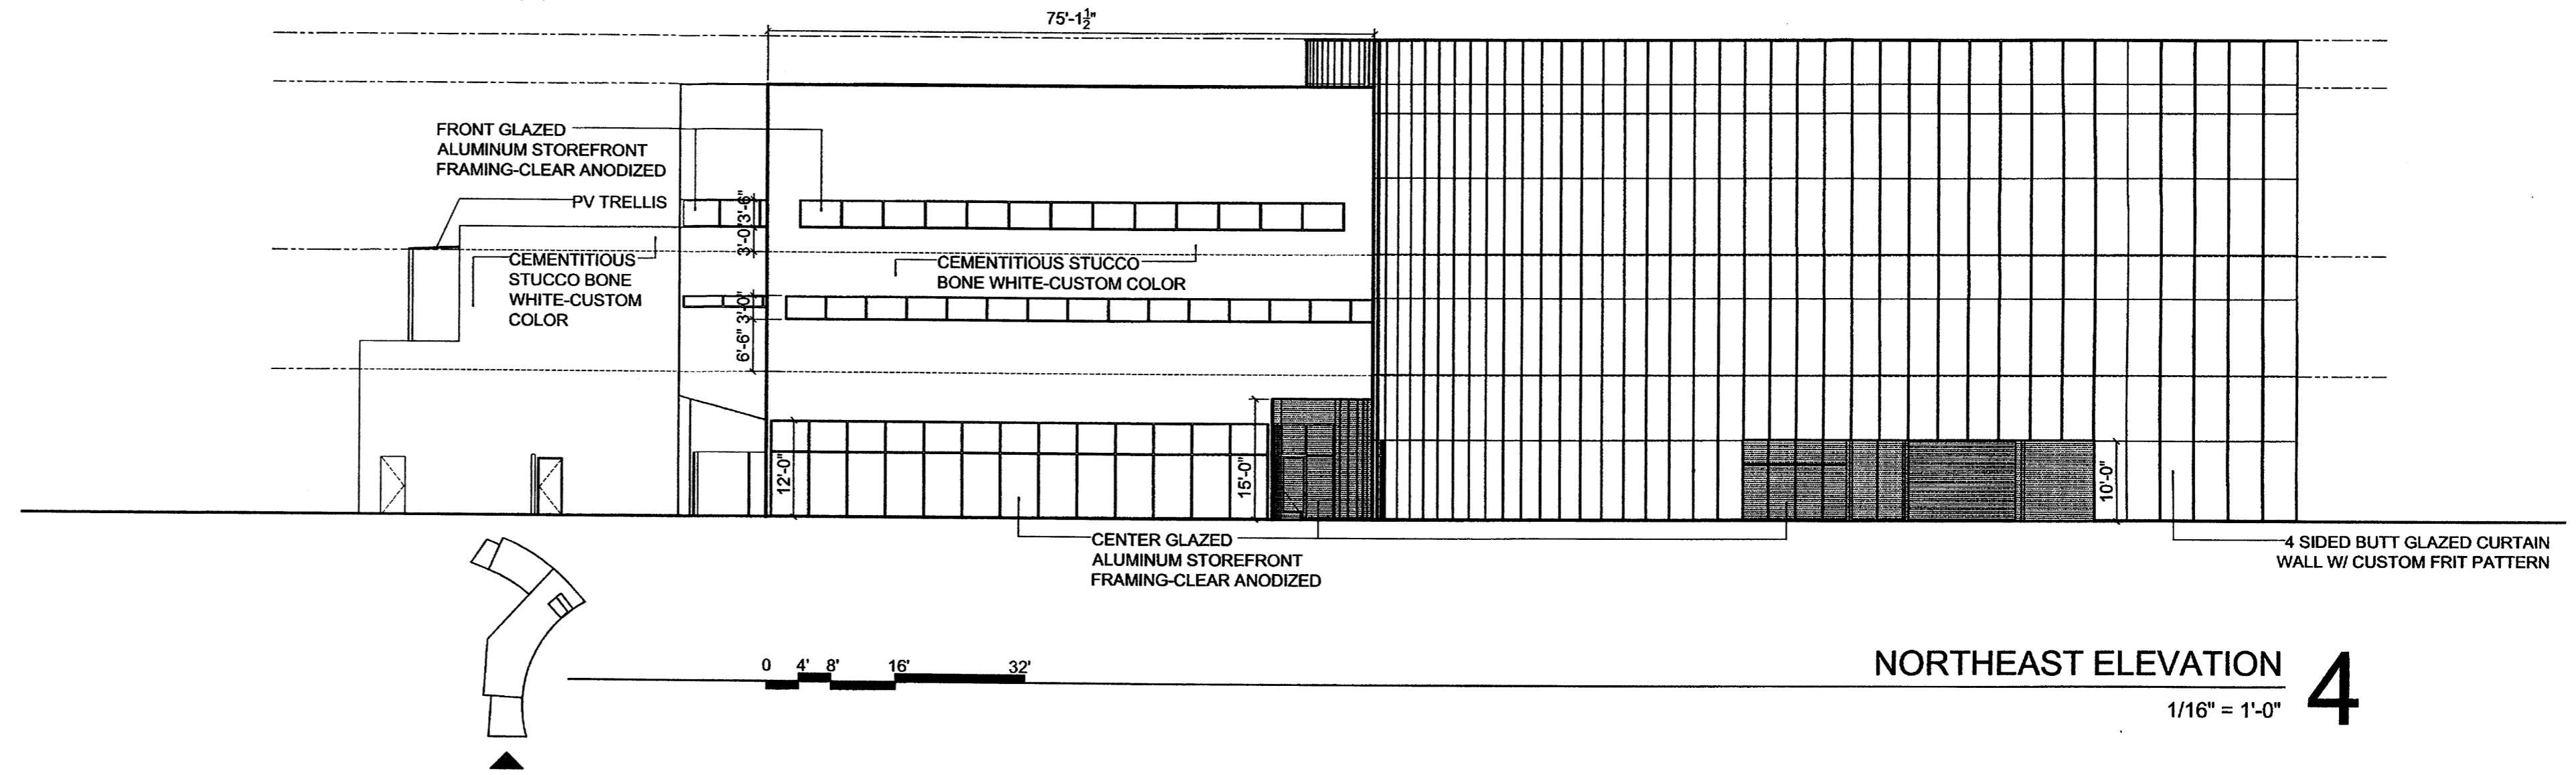 75'-1 1/2"
FRONT GLAZED
ALUMINUM STOREFRONT
FRAMING-CLEAR ANODIZED
PV TRELLIS
3'-6"
3'-0"
CEMENTITIOUS
STUCCO BONE
WHITE-CUSTOM
COLOR
CEMENTITIOUS STUCCO
BONE WHITE-CUSTOM COLOR
3'-0"
6'-6"
12'-0"
15'-0"
10'-0"
CENTER GLAZED
ALUMINUM STOREFRONT
FRAMING-CLEAR ANODIZED
4 SIDED BUTT GLAZED CURTAIN
WALL W/ CUSTOM FRIT PATTERN
0 4' 8' 16' 32'
NORTHEAST ELEVATION 4
1/16" = 1'-0"